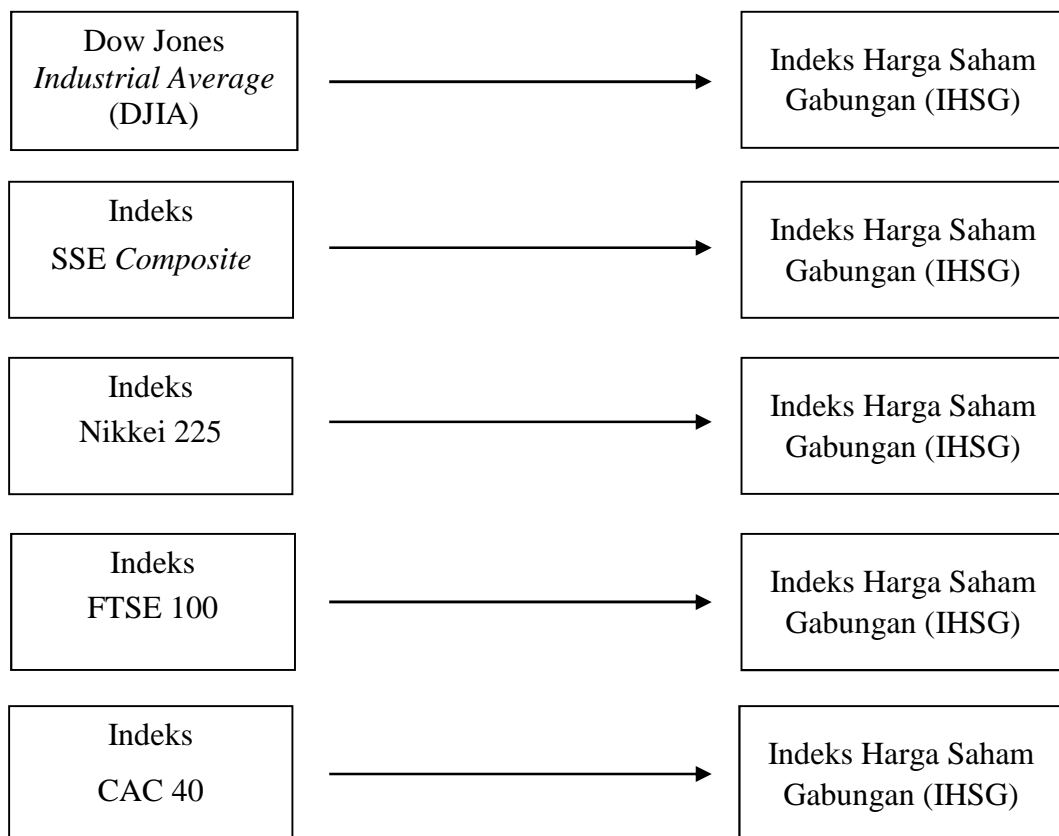 Dow Jones
Industrial Average
(DJIA)
Indeks Harga Saham
Gabungan (IHSG)
Indeks
SSE Composite
Indeks Harga Saham
Gabungan (IHSG)
Indeks
Nikkei 225
Indeks Harga Saham
Gabungan (IHSG)
Indeks
FTSE 100
Indeks Harga Saham
Gabungan (IHSG)
Indeks
CAC 40
Indeks Harga Saham
Gabungan (IHSG)